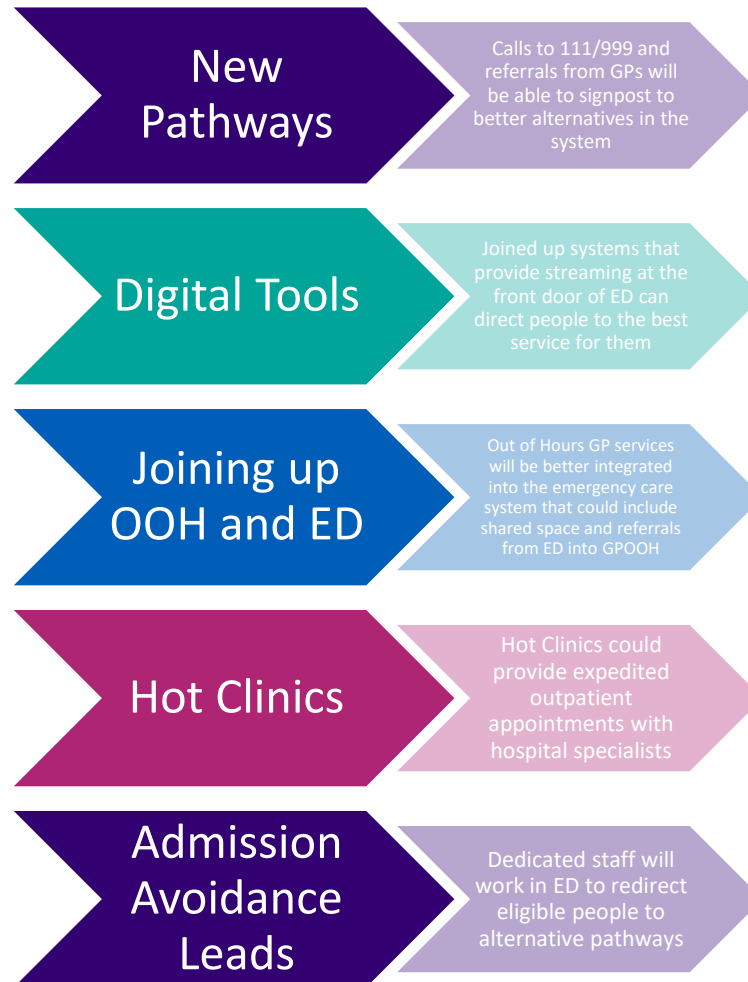 New
Pathways
Calls to 111/999 and
referrals from GPs will
be able to signpost to
better alternatives in the
system
Digital Tools
Joined up systems that
provide streaming at the
front door of ED can
direct people to the best
service for them
Joining up
OOH and ED
Out of Hours GP services
will be better integrated
into the emergency care
system that could include
shared space and referrals
from ED into GPOOH
Hot Clinics
Hot Clinics could
provide expedited
outpatient
appointments with
hospital specialists
Admission
Avoidance
Leads
Dedicated staff will
work in ED to redirect
eligible people to
alternative pathways